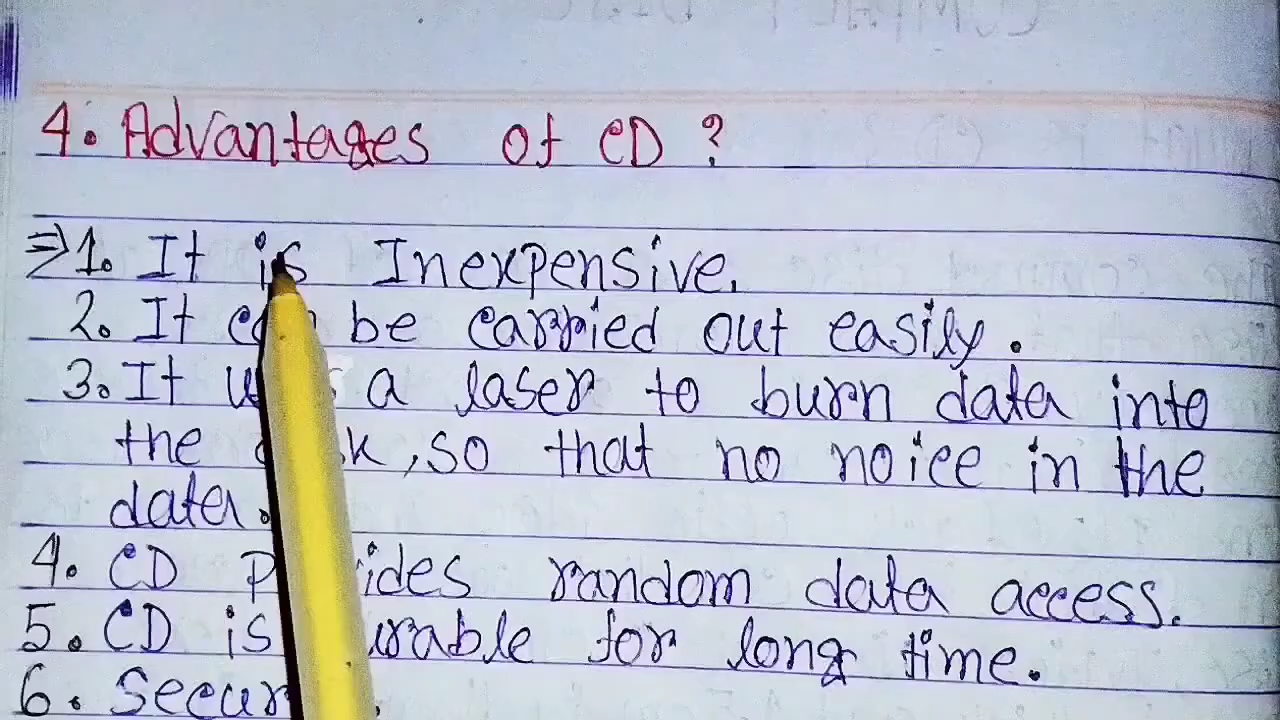 4. Advantages of CD ?
⇒1. It is Inexpensive.
2. It can be carried out easily.
3. It a laser to burn data into
the , so that no noice in the
data.
4. CD random data access.
5. CD is for long time.
6.